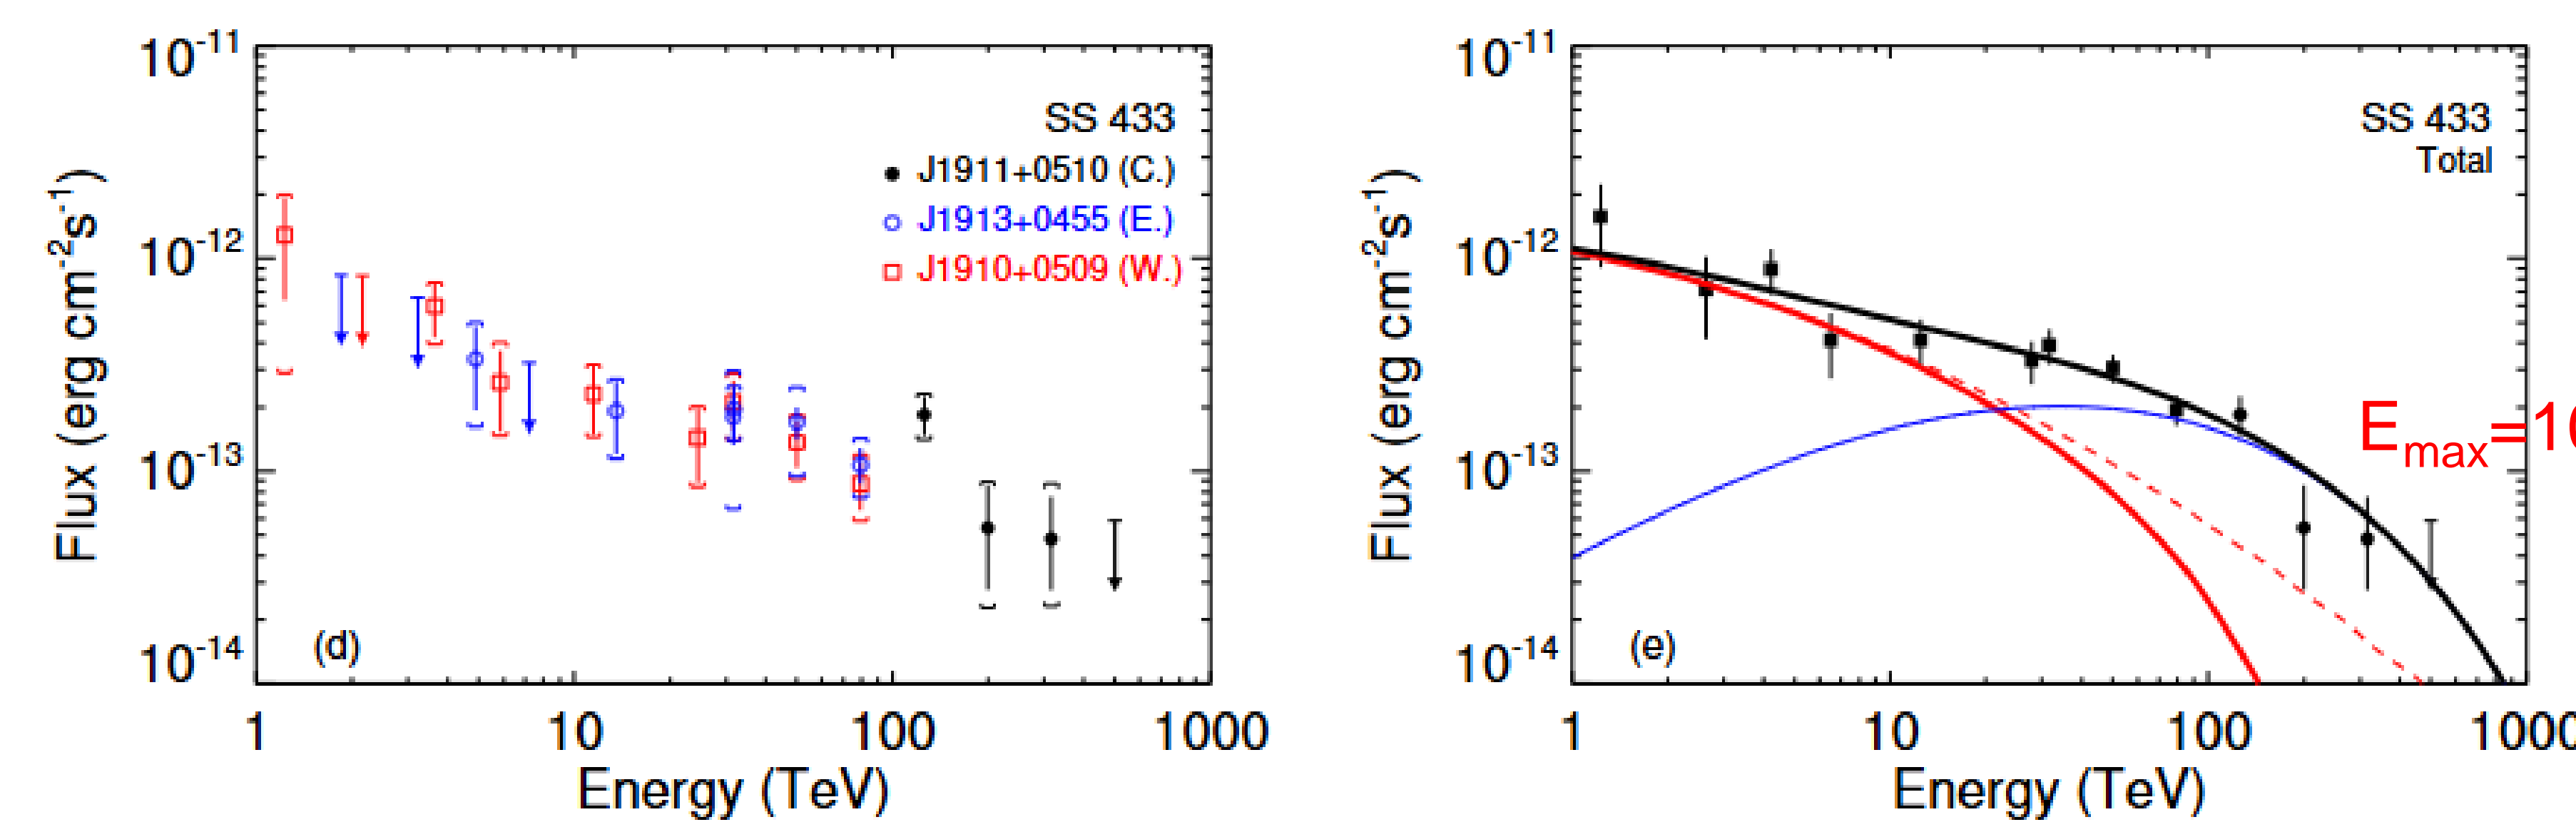 10⁻¹¹
10⁻¹²
10⁻¹³
10⁻¹⁴
Flux (erg cm⁻²s⁻¹)
SS 433
J1911+0510 (C.)
J1913+0455 (E.)
J1910+0509 (W.)
(d)
1 10 100 1000
Energy (TeV)
10⁻¹¹
10⁻¹²
10⁻¹³
10⁻¹⁴
Flux (erg cm⁻²s⁻¹)
SS 433
Total
E_max=
(e)
1 10 100 1000
Energy (TeV)